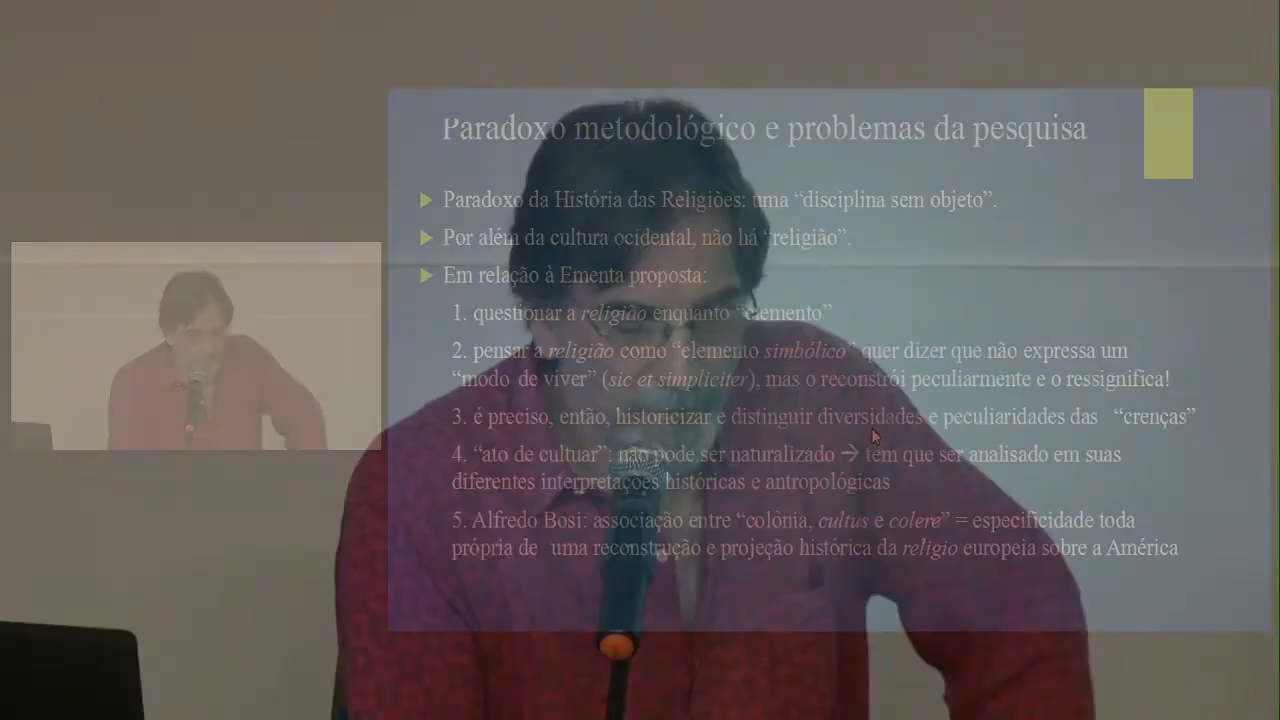 Paradoxo metodológico e problemas da pesquisa
Paradoxo da História das Religiões: uma “disciplina sem objeto”.
Por além da cultura ocidental, não há “religião”.
Em relação à Ementa proposta:
1. questionar a religião enquanto “elemento”
2. pensar a religião como “elemento simbólico” quer dizer que não expressa um
“modo de viver” (sic et simpliciter), mas o reconstrói peculiarmente e o ressignifica!
3. é preciso, então, historicizar e distinguir diversidades e peculiaridades das “crenças”
4. “ato de cultuar”: não pode ser naturalizado → tem que ser analisado em suas
diferentes interpretações históricas e antropológicas
5. Alfredo Bosi: associação entre “colònia, cultus e colere” = especificidade toda
própria de uma reconstrução e projeção histórica da religio europeia sobre a América